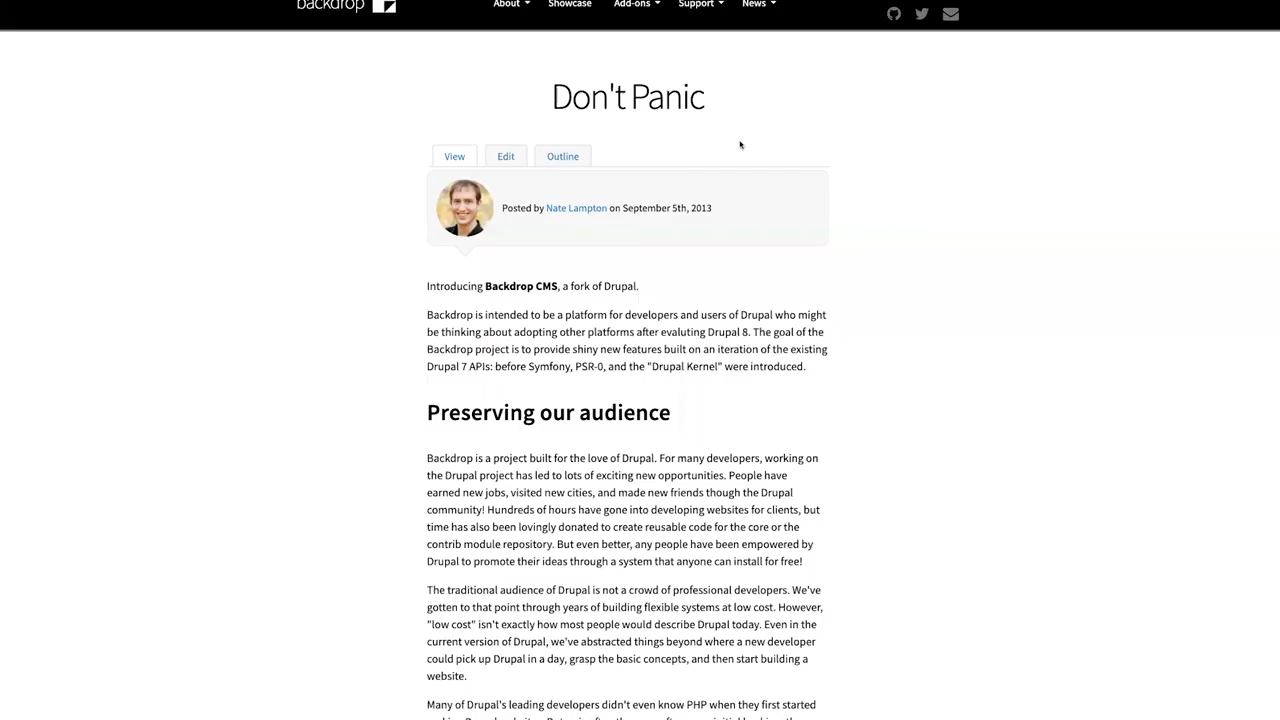 backdrop
About
Showcase
Add-ons
Support
News
Don't Panic
View
Edit
Outline
Posted by Nate Lampton on September 5th, 2013
Introducing Backdrop CMS, a fork of Drupal.
Backdrop is intended to be a platform for developers and users of Drupal who might
be thinking about adopting other platforms after evaluting Drupal 8. The goal of the
Backdrop project is to provide shiny new features built on an iteration of the existing
Drupal 7 APIs: before Symfony, PSR-0, and the "Drupal Kernel" were introduced.
Preserving our audience
Backdrop is a project built for the love of Drupal. For many developers, working on
the Drupal project has led to lots of exciting new opportunities. People have
earned new jobs, visited new cities, and made new friends though the Drupal
community! Hundreds of hours have gone into developing websites for clients, but
time has also been lovingly donated to create reusable code for the core or the
contrib module repository. But even better, any people have been empowered by
Drupal to promote their ideas through a system that anyone can install for free!
The traditional audience of Drupal is not a crowd of professional developers. We've
gotten to that point through years of building flexible systems at low cost. However,
"low cost" isn't exactly how most people would describe Drupal today. Even in the
current version of Drupal, we've abstracted things beyond where a new developer
could pick up Drupal in a day, grasp the basic concepts, and then start building a
website.
Many of Drupal's leading developers didn't even know PHP when they first started